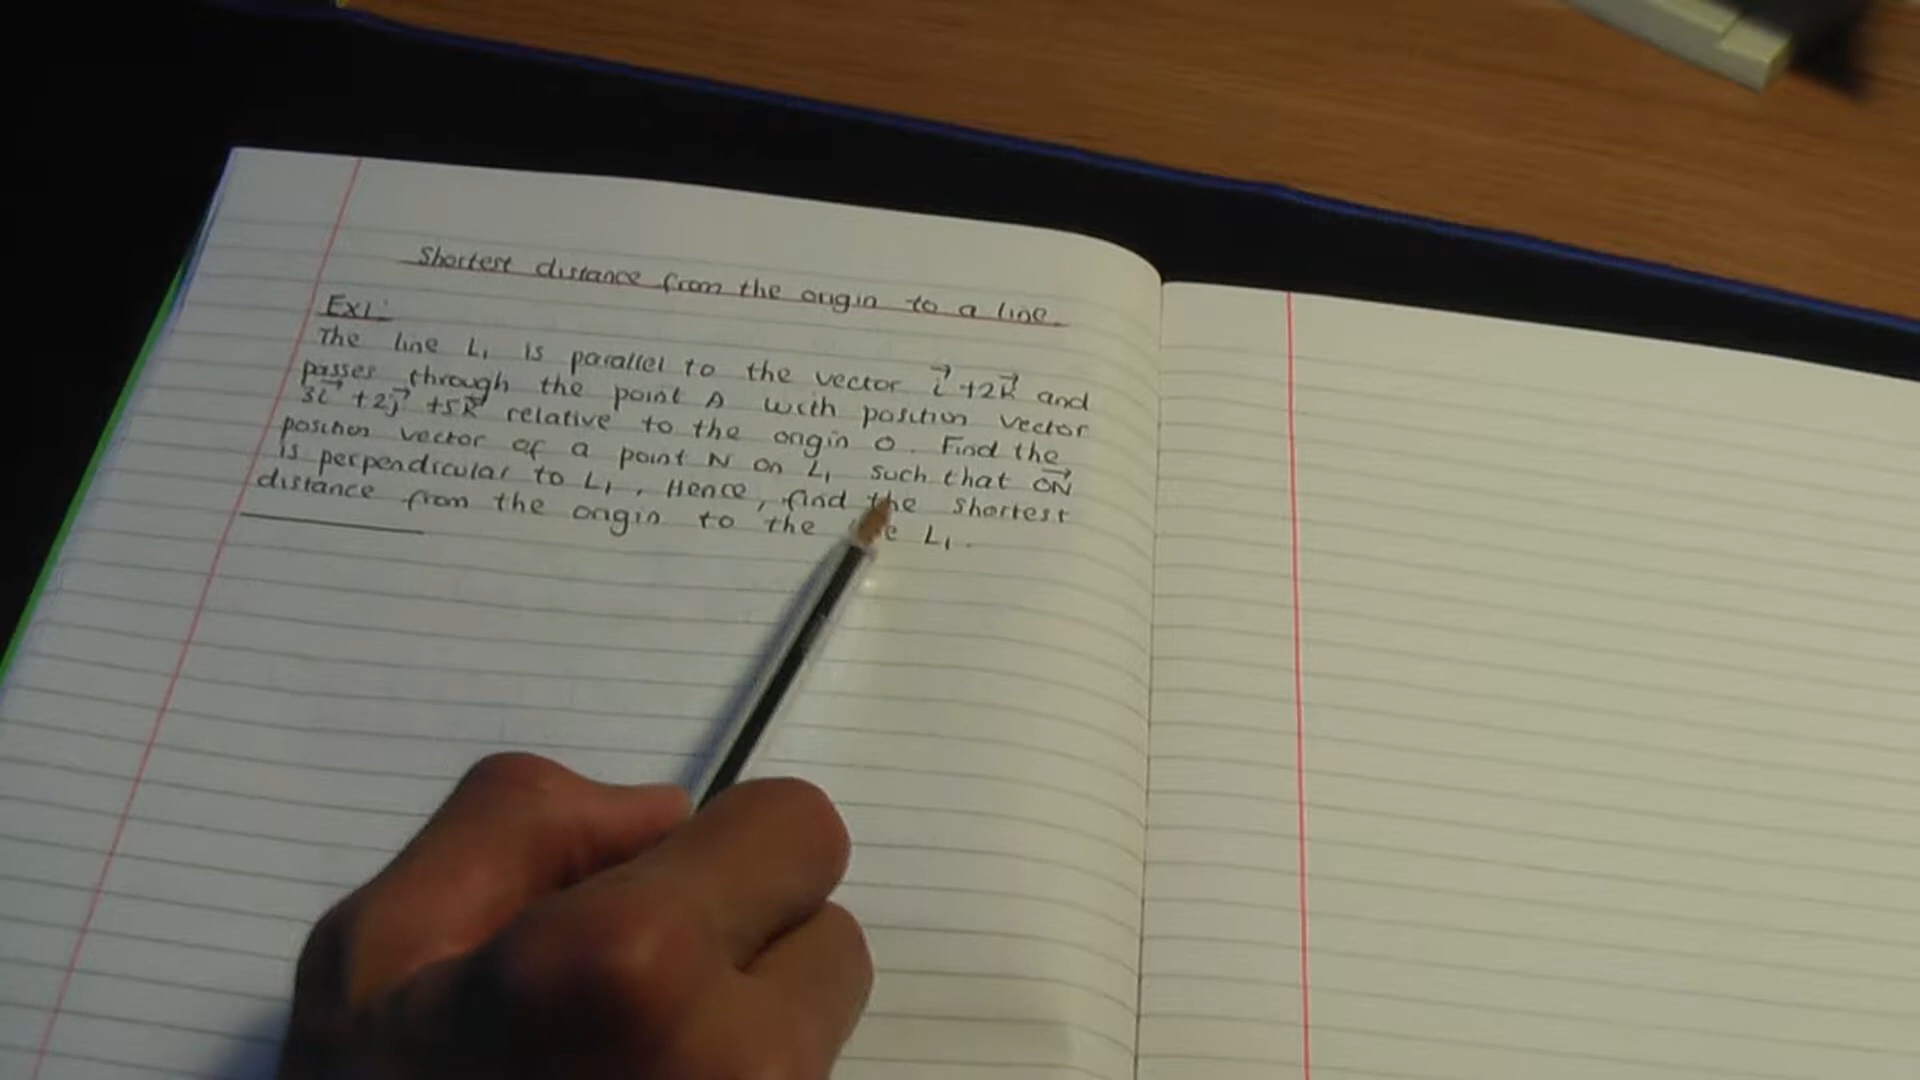 Shortest distance from the origin to a line.
Ex1:
The line L₁ is parallel to the vector i⃗ +2k⃗ and
passes through the point A with position vector
3i⃗ +2j⃗ +5k⃗ relative to the origin O. Find the
position vector of a point N on L₁ such that ON⃗
is perpendicular to L₁. Hence, find the shortest
distance from the origin to the L₁.